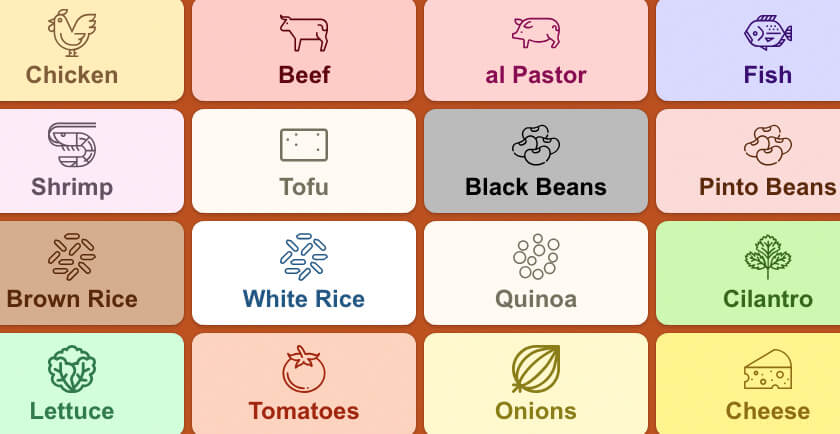 Chicken
Beef
al Pastor
Fish
Shrimp
Tofu
Black Beans
Pinto Beans
Brown Rice
White Rice
Quinoa
Cilantro
Lettuce
Tomatoes
Onions
Cheese